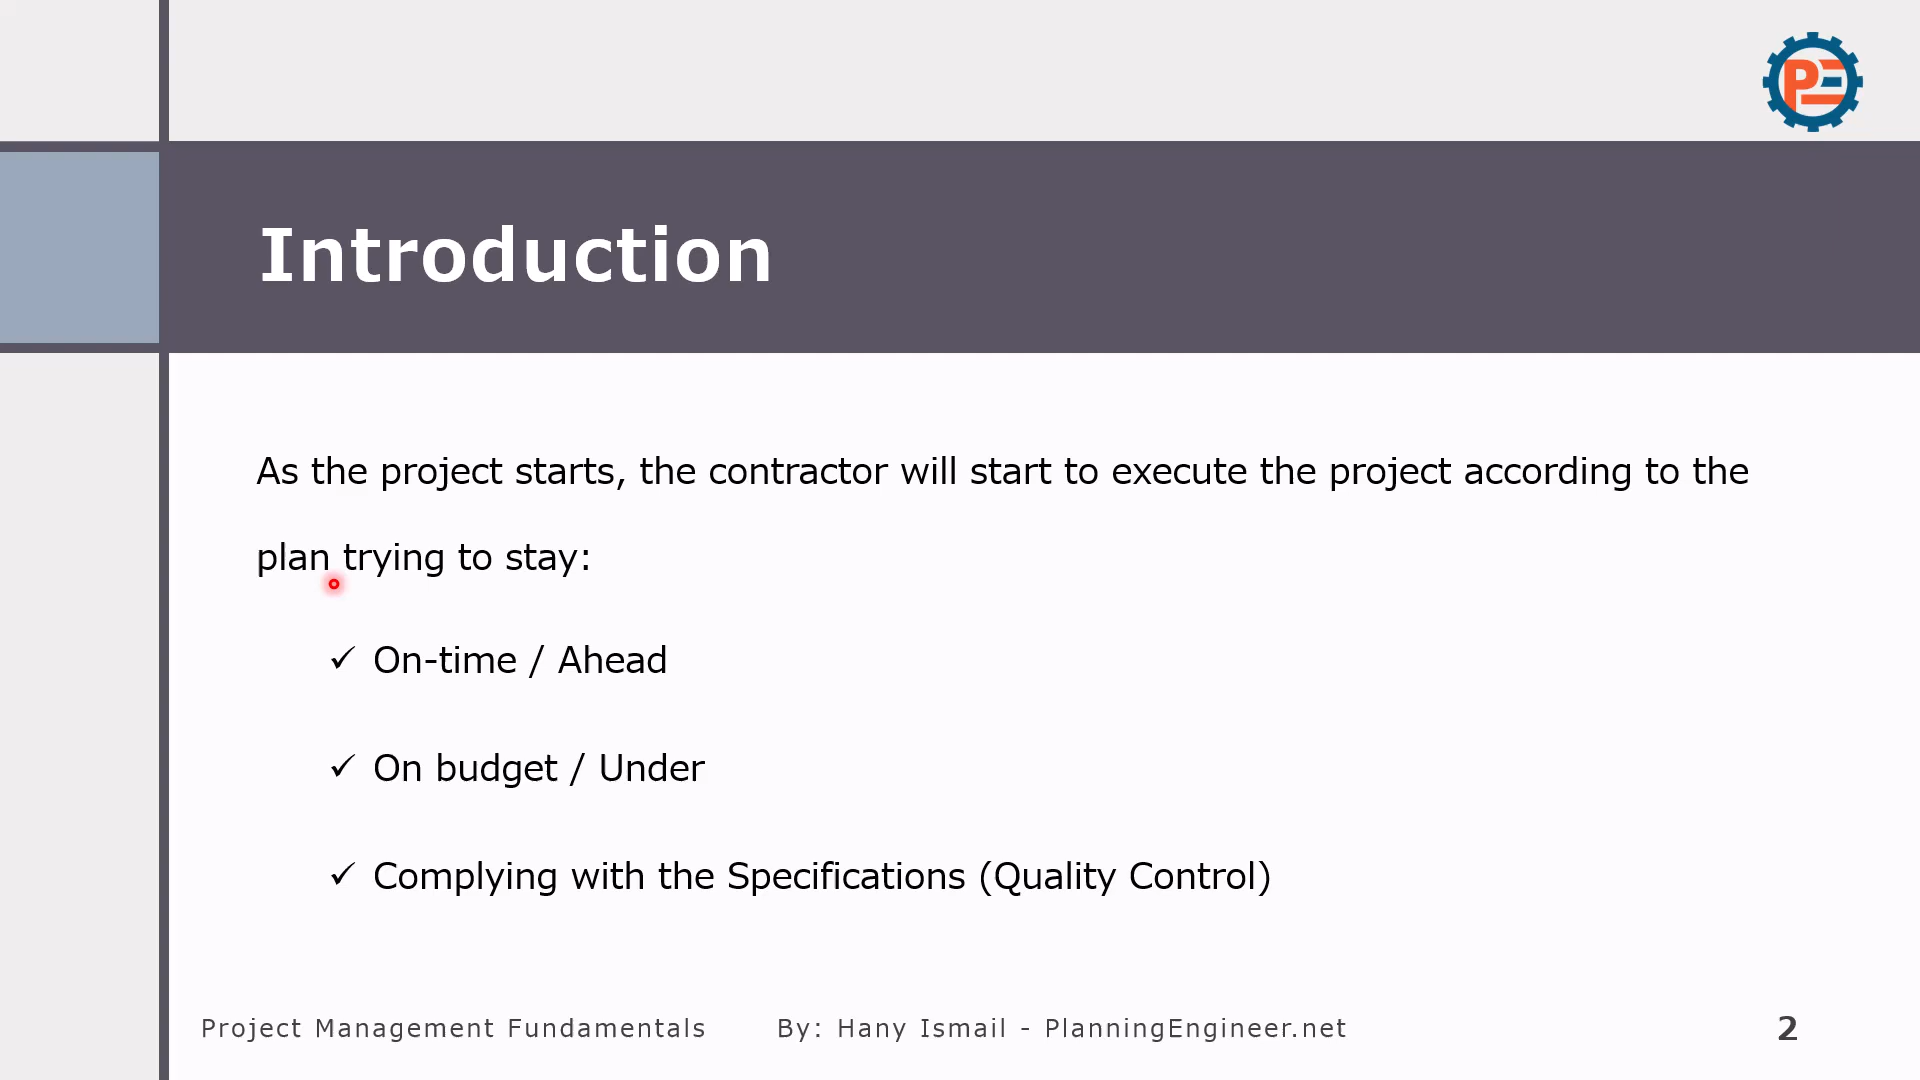 PE
Introduction
As the project starts, the contractor will start to execute the project according to the
plan trying to stay:
✓ On-time / Ahead
✓ On budget / Under
✓ Complying with the Specifications (Quality Control)
Project Management Fundamentals By: Hany Ismail - PlanningEngineer.net 2